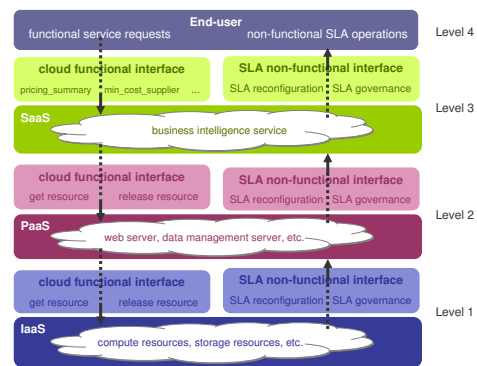 End-user
functional service requests non-functional SLA operations
Level 4
cloud functional interface SLA non-functional interface
pricing_summary min_cost_supplier ... SLA reconfiguration SLA governance
Level 3
SaaS
business intelligence service
cloud functional interface SLA non-functional interface
get resource release resource SLA reconfiguration SLA governance
Level 2
PaaS
web server, data management server, etc.
cloud functional interface SLA non-functional interface
get resource release resource SLA reconfiguration SLA governance
Level 1
IaaS
compute resources, storage resources, etc.